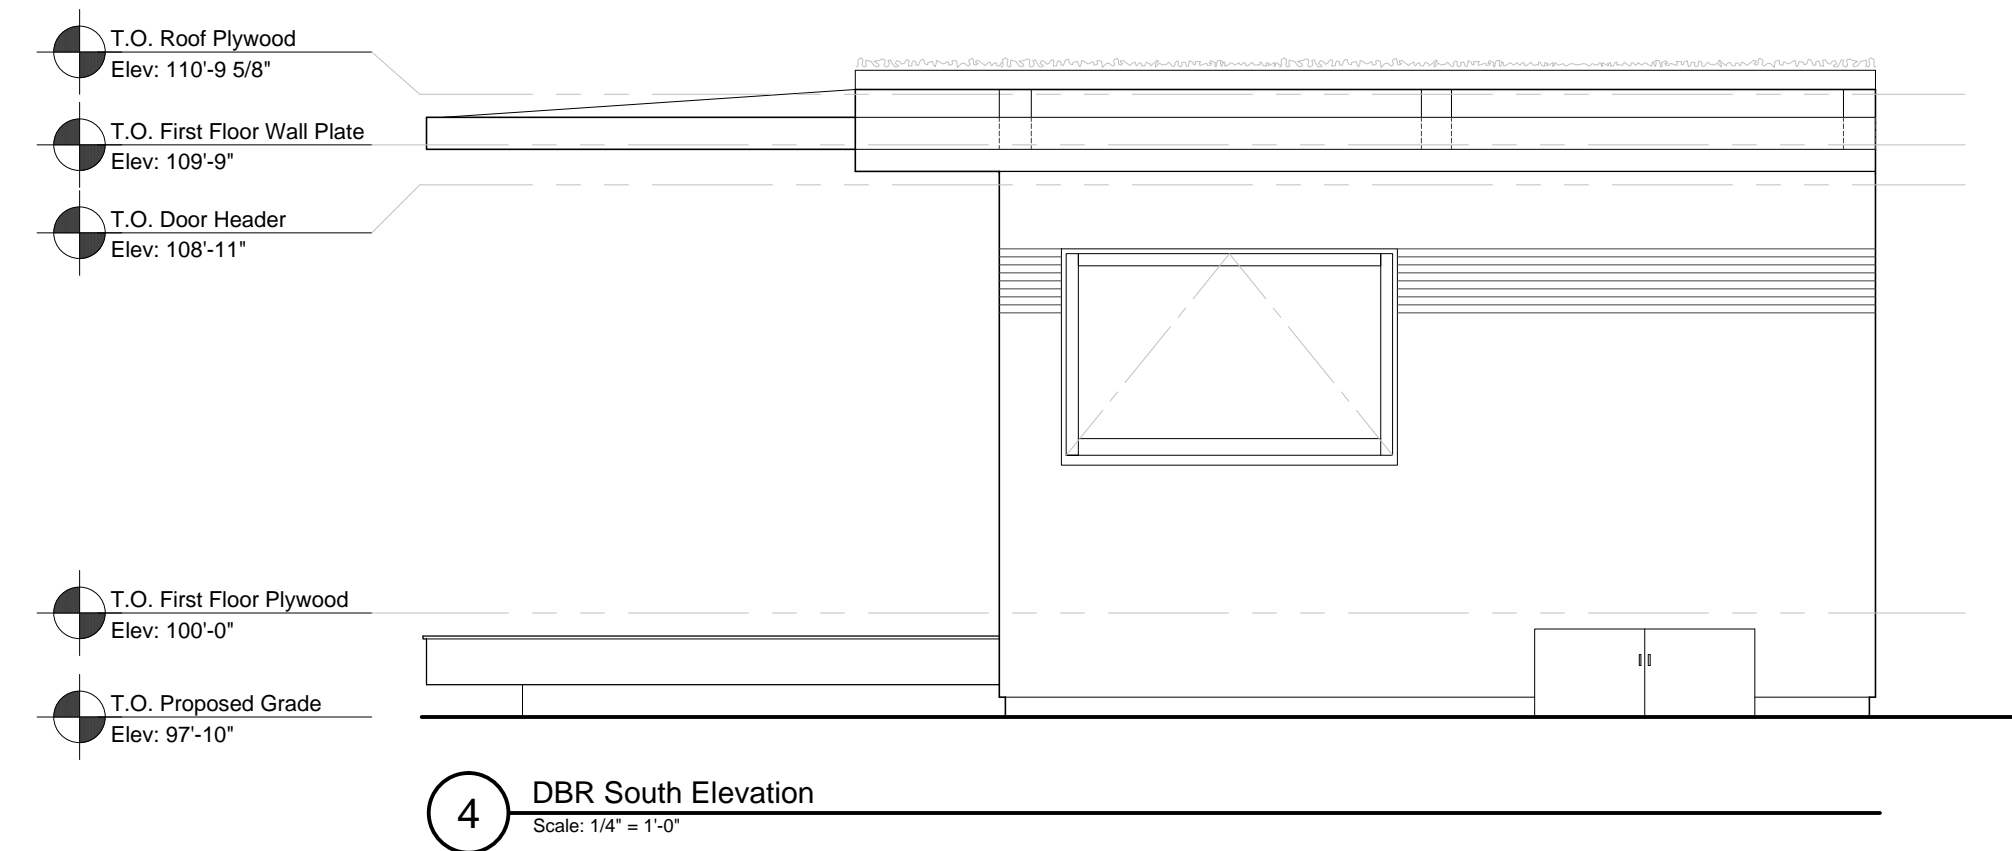 T.O. Roof Plywood
Elev: 110'-9 5/8"
T.O. First Floor Wall Plate
Elev: 109'-9"
T.O. Door Header
Elev: 108'-11"
T.O. First Floor Plywood
Elev: 100'-0"
T.O. Proposed Grade
Elev: 97'-10"
4
DBR South Elevation
Scale: 1/4" = 1'-0"